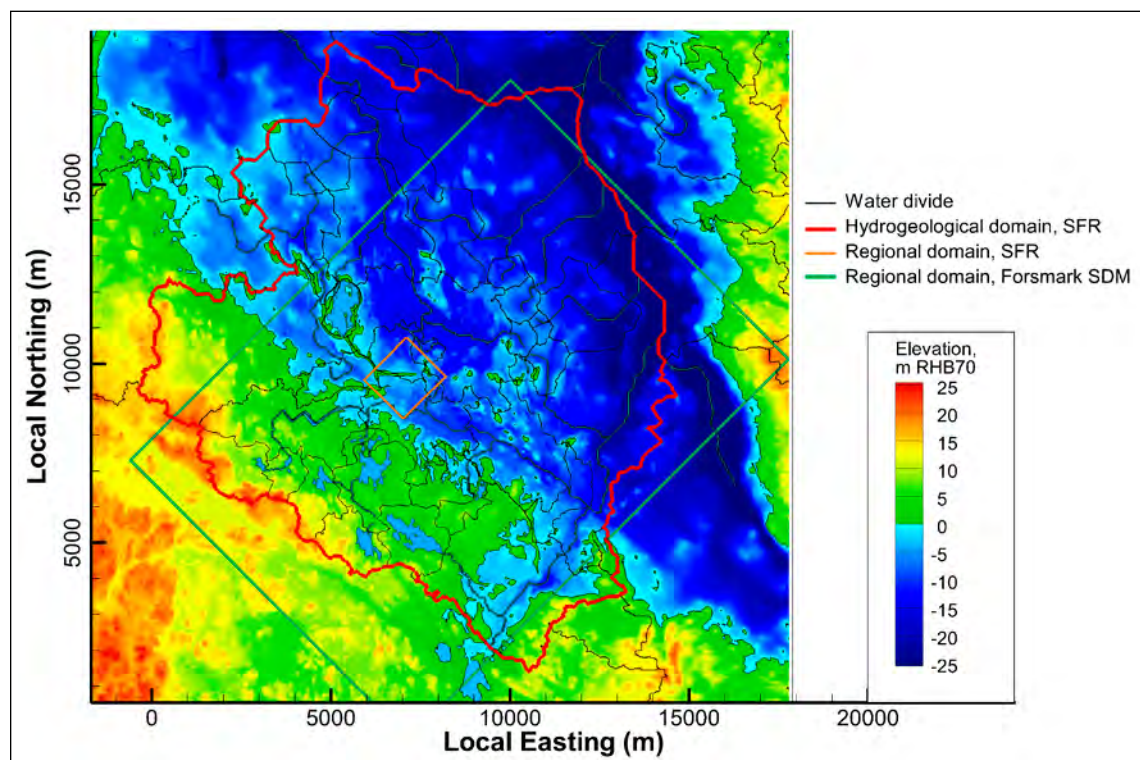 Local Northing (m)
15000
10000
5000
0
5000
10000
15000
20000
Local Easting (m)
Water divide
Hydrogeological domain, SFR
Regional domain, SFR
Regional domain, Forsmark SDM
Elevation,
m RHB70
25
20
15
10
5
0
-5
-10
-15
-20
-25